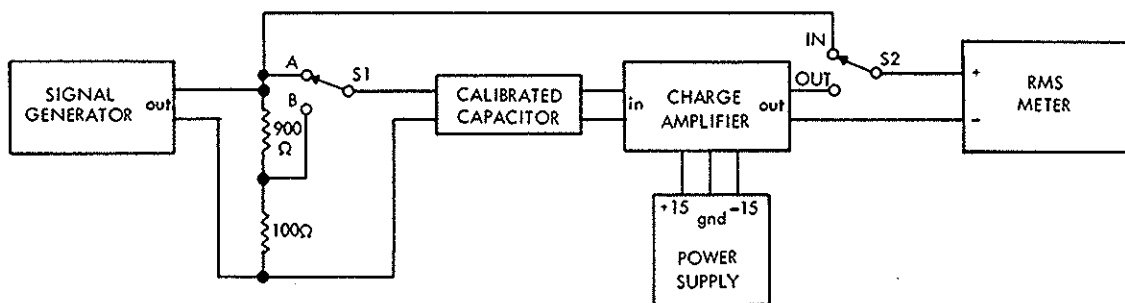 SIGNAL
GENERATOR
out
A
S1
B
900
Ω
100Ω
CALIBRATED
CAPACITOR
in
CHARGE
AMPLIFIER
out
+15
gnd
-15
POWER
SUPPLY
IN
S2
OUT
+
-
RMS
METER